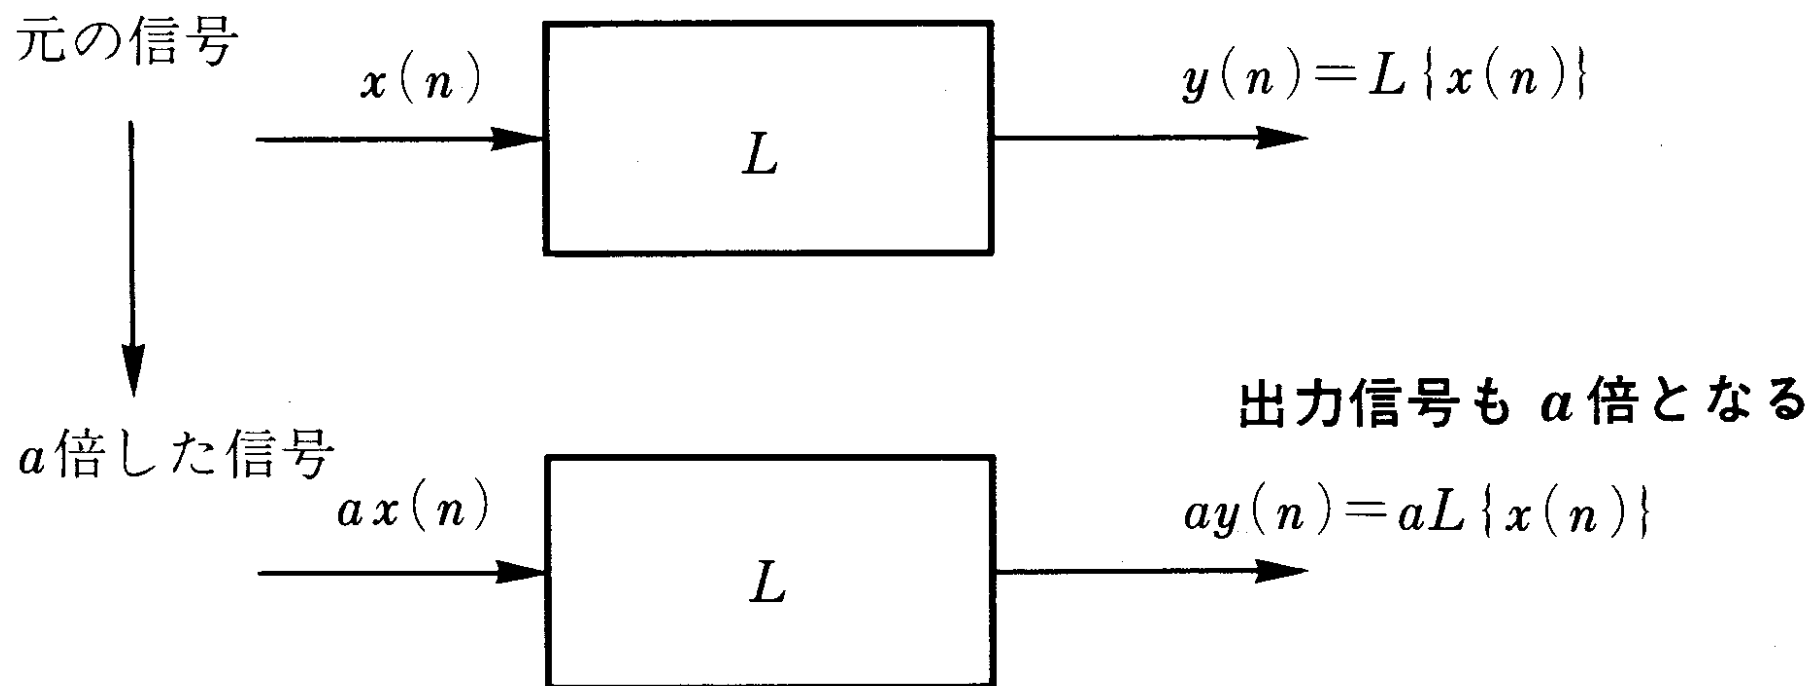 元の信号
x(n)
y(n)=L{x(n)}
L
出力信号も a倍となる
a倍した信号
ax(n)
ay(n)=aL{x(n)}
L